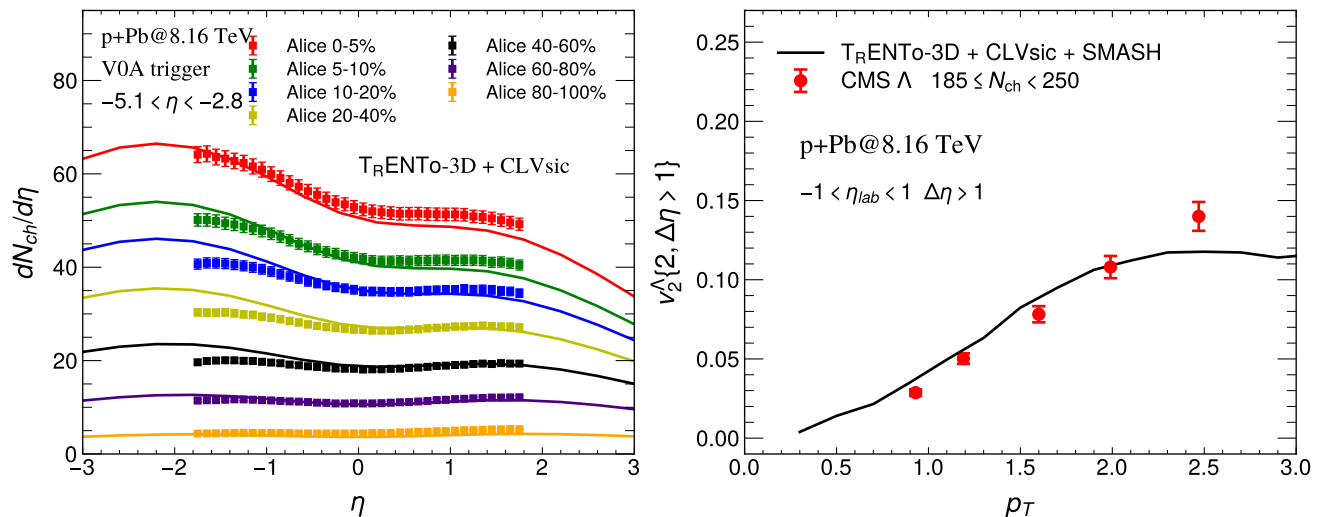 p+Pb@8.16 TeV
V0A trigger
−5.1 < η < −2.8
Alice 0-5%
Alice 5-10%
Alice 10-20%
Alice 20-40%
Alice 40-60%
Alice 60-80%
Alice 80-100%
TRENTo-3D + CLVsic
dNch/dη
80
60
40
20
0
−3 −2 −1 0 1 2 3
η
TRENTo-3D + CLVsic + SMASH
CMS Λ 185 ≤ Nch < 250
p+Pb@8.16 TeV
−1 < ηlab < 1 Δη > 1
v2Λ{2, Δη > 1}
0.25
0.20
0.15
0.10
0.05
0.00
0.0 0.5 1.0 1.5 2.0 2.5 3.0
pT